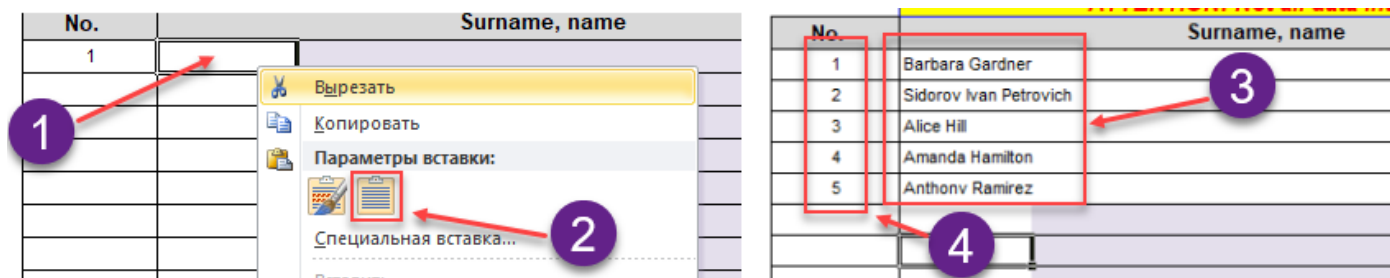 No.
Surname, name
1
1
Вырезать
Копировать
Параметры вставки:
2
Специальная вставка...
No.
Surname, name
1
Barbara Gardner
3
2
Sidorov Ivan Petrovich
3
Alice Hill
4
Amanda Hamilton
5
Anthony Ramirez
4